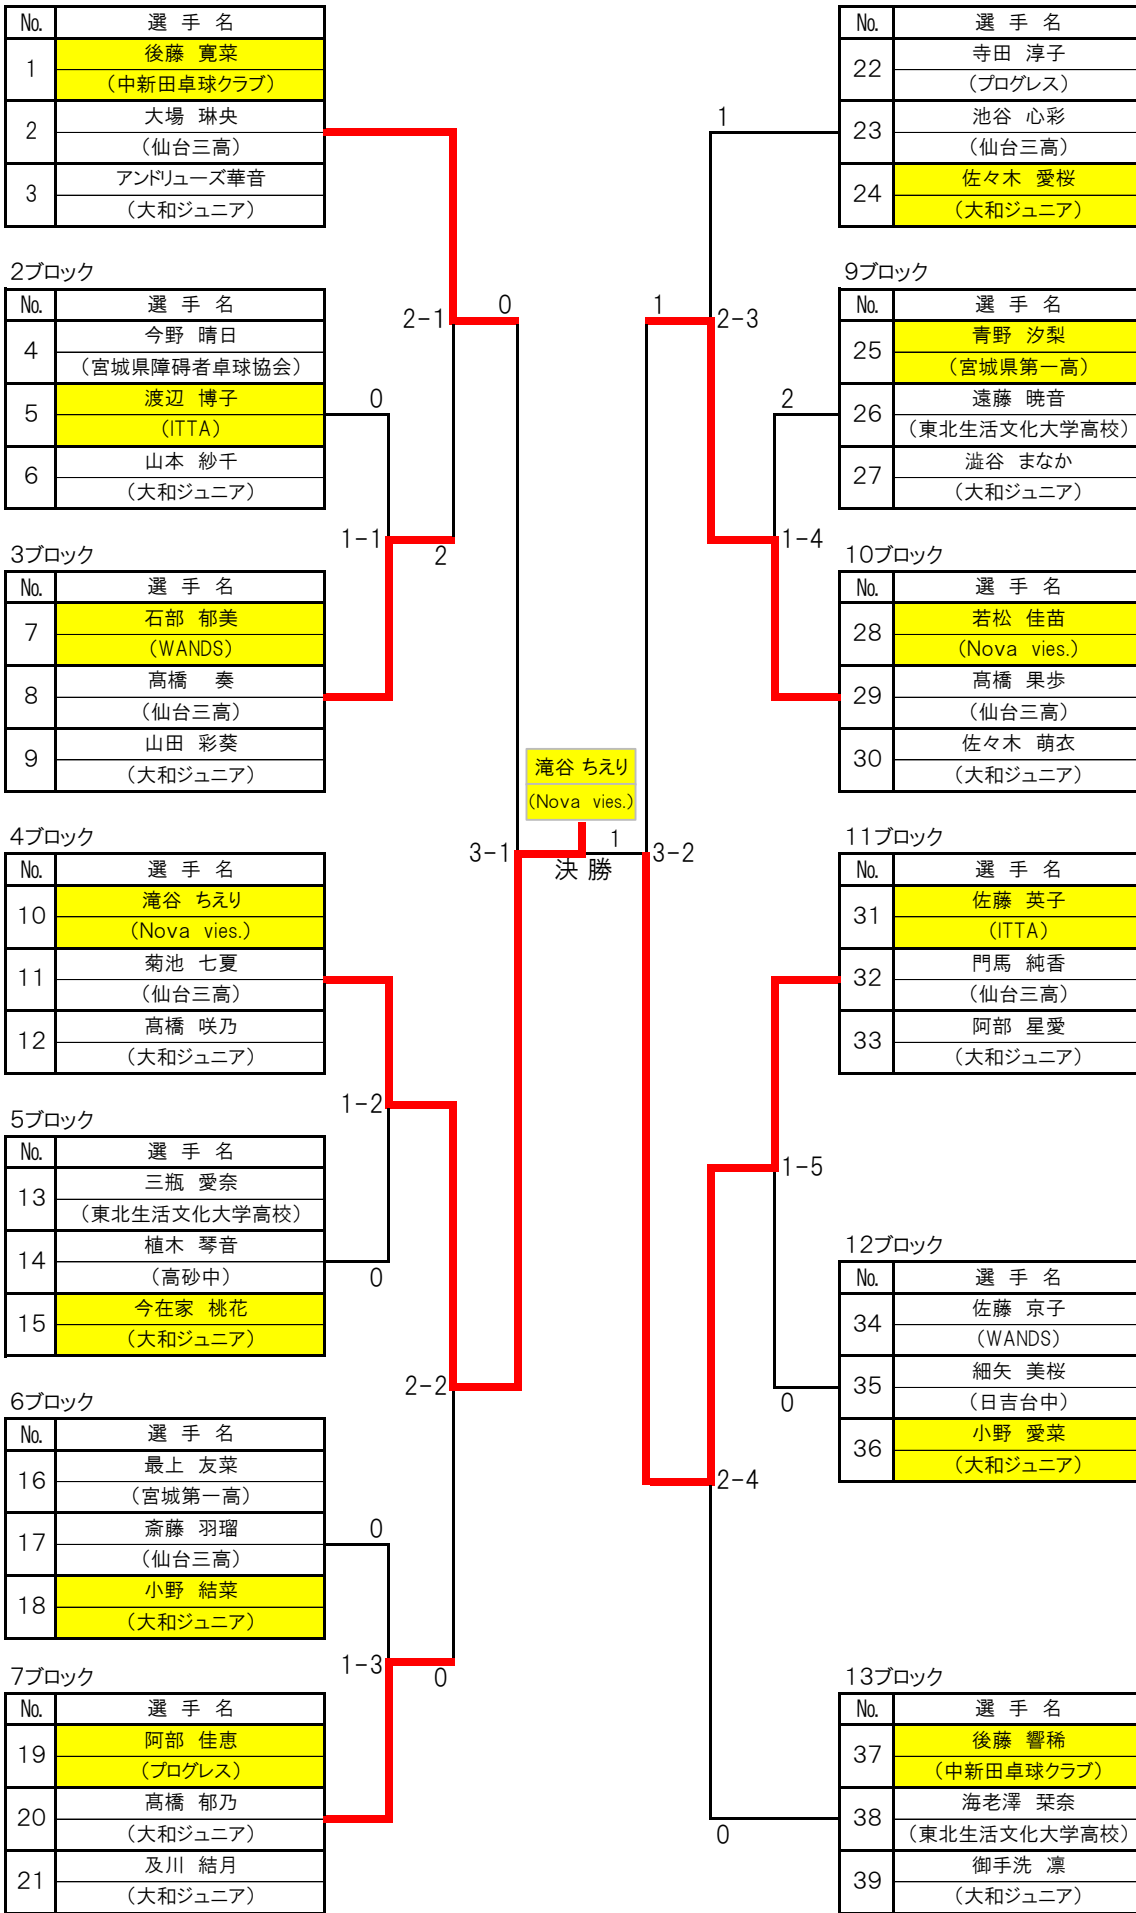 No. 選 手 名
1 後藤 寛菜
(中新田卓球クラブ)
2 大場 琳央
(仙台三高)
3 アンドリューズ華音
(大和ジュニア)
2ブロック
No. 選 手 名
4 今野 晴日
(宮城県障碍者卓球協会)
5 渡辺 博子
(ITTA)
6 山本 紗千
(大和ジュニア)
3ブロック
No. 選 手 名
7 石部 郁美
(WANDS)
8 髙橋 奏
(仙台三高)
9 山田 彩葵
(大和ジュニア)
4ブロック
No. 選 手 名
10 滝谷 ちえり
(Nova vies.)
11 菊池 七夏
(仙台三高)
12 髙橋 咲乃
(大和ジュニア)
5ブロック
No. 選 手 名
13 三瓶 愛奈
(東北生活文化大学高校)
14 植木 琴音
(高砂中)
15 今在家 桃花
(大和ジュニア)
6ブロック
No. 選 手 名
16 最上 友菜
(宮城第一高)
17 斎藤 羽瑠
(仙台三高)
18 小野 結菜
(大和ジュニア)
7ブロック
No. 選 手 名
19 阿部 佳恵
(プログレス)
20 髙橋 郁乃
(大和ジュニア)
21 及川 結月
(大和ジュニア)
2-1
0
0
1-1
2
3-1
1-2
0
2-2
0
1-3
0
滝谷 ちえり
(Nova vies.)
1
決 勝
1
1
2-3
2
1-4
3-2
1-5
0
2-4
0
No. 選 手 名
22 寺田 淳子
(プログレス)
23 池谷 心彩
(仙台三高)
24 佐々木 愛桜
(大和ジュニア)
9ブロック
No. 選 手 名
25 青野 汐梨
(宮城県第一高)
26 遠藤 暁音
(東北生活文化大学高校)
27 澁谷 まなか
(大和ジュニア)
10ブロック
No. 選 手 名
28 若松 佳苗
(Nova vies.)
29 髙橋 果歩
(仙台三高)
30 佐々木 萌衣
(大和ジュニア)
11ブロック
No. 選 手 名
31 佐藤 英子
(ITTA)
32 門馬 純香
(仙台三高)
33 阿部 星愛
(大和ジュニア)
12ブロック
No. 選 手 名
34 佐藤 京子
(WANDS)
35 細矢 美桜
(日吉台中)
36 小野 愛菜
(大和ジュニア)
13ブロック
No. 選 手 名
37 後藤 響稀
(中新田卓球クラブ)
38 海老澤 栞奈
(東北生活文化大学高校)
39 御手洗 凛
(大和ジュニア)